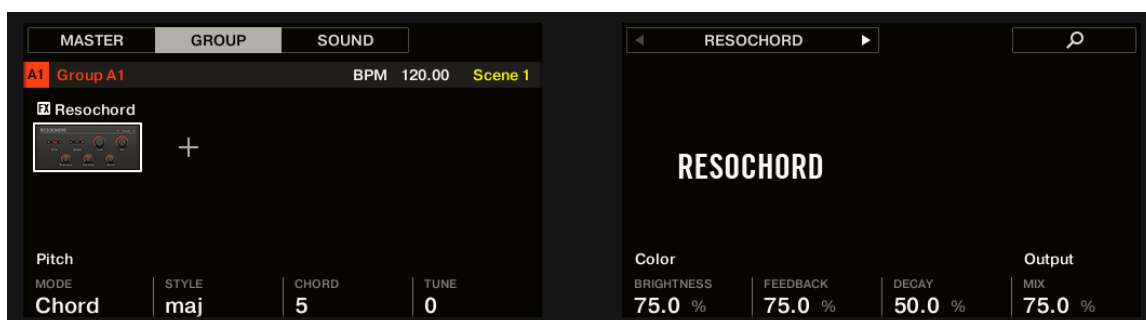 MASTER GROUP SOUND
A1 Group A1 BPM 120.00 Scene 1
FX Resochord
Pitch
MODE STYLE CHORD TUNE
Chord maj 5 0
RESOCHORD
RESOCHORD
Color Output
BRIGHTNESS FEEDBACK DECAY MIX
75.0 % 75.0 % 50.0 % 75.0 %